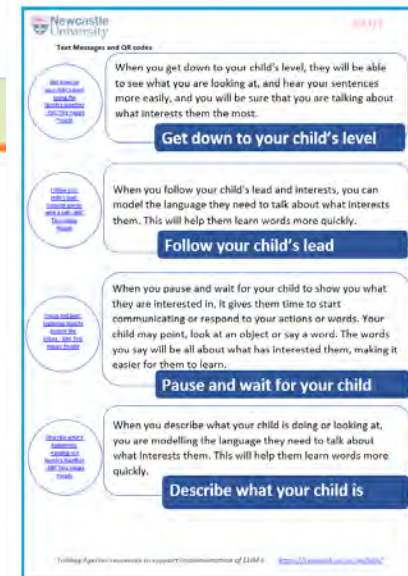 Newcastle
University
Text Messages and QR codes
When you get down to your child's level, they will be able
to see what you are looking at, and hear your sentences
more easily, and you will be sure that you are talking about
what interests them the most.
Get down to your child's level
When you follow your child's lead and interests, you can
model the language they need to talk about what interests
them. This will help them learn words more quickly.
Follow your child's lead
When you pause and wait for your child to show you what
they are interested in, it gives them time to start
communicating or respond to your actions or words. Your
child may point, look at an object or say a word. The words
you say will be all about what has interested them, making it
easier for them to learn.
Pause and wait for your child
When you describe what your child is doing or looking at,
you are modelling the language they need to talk about
what interests them. This will help them learn words more
quickly.
Describe what your child is